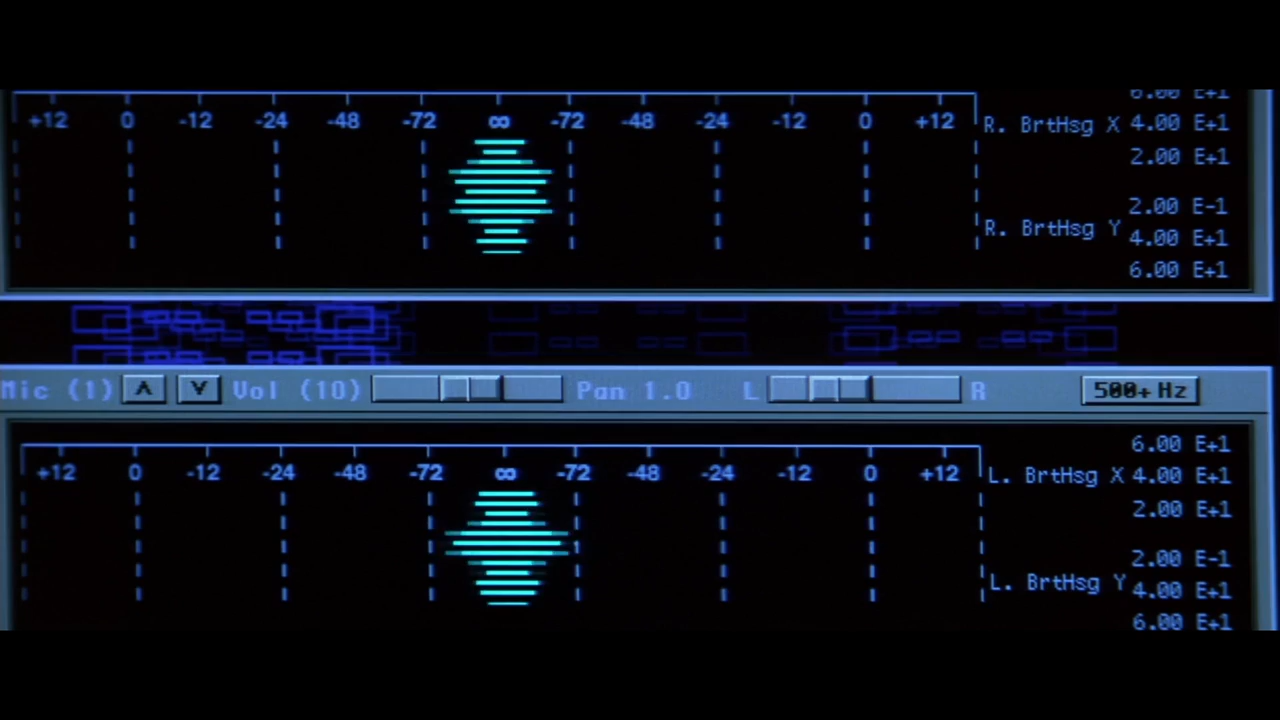 6.00 E+1
+12 0 -12 -24 -48 -72 ∞ -72 -48 -24 -12 0 +12
R. BrtHsg X 4.00 E+1
2.00 E+1
2.00 E-1
R. BrtHsg Y 4.00 E+1
6.00 E+1
Mic (1) ʌ v Vol (10) Pan 1.0 L R 500+ Hz
6.00 E+1
+12 0 -12 -24 -48 -72 ∞ -72 -48 -24 -12 0 +12
L. BrtHsg X 4.00 E+1
2.00 E+1
2.00 E-1
L. BrtHsg Y 4.00 E+1
6.00 E+1